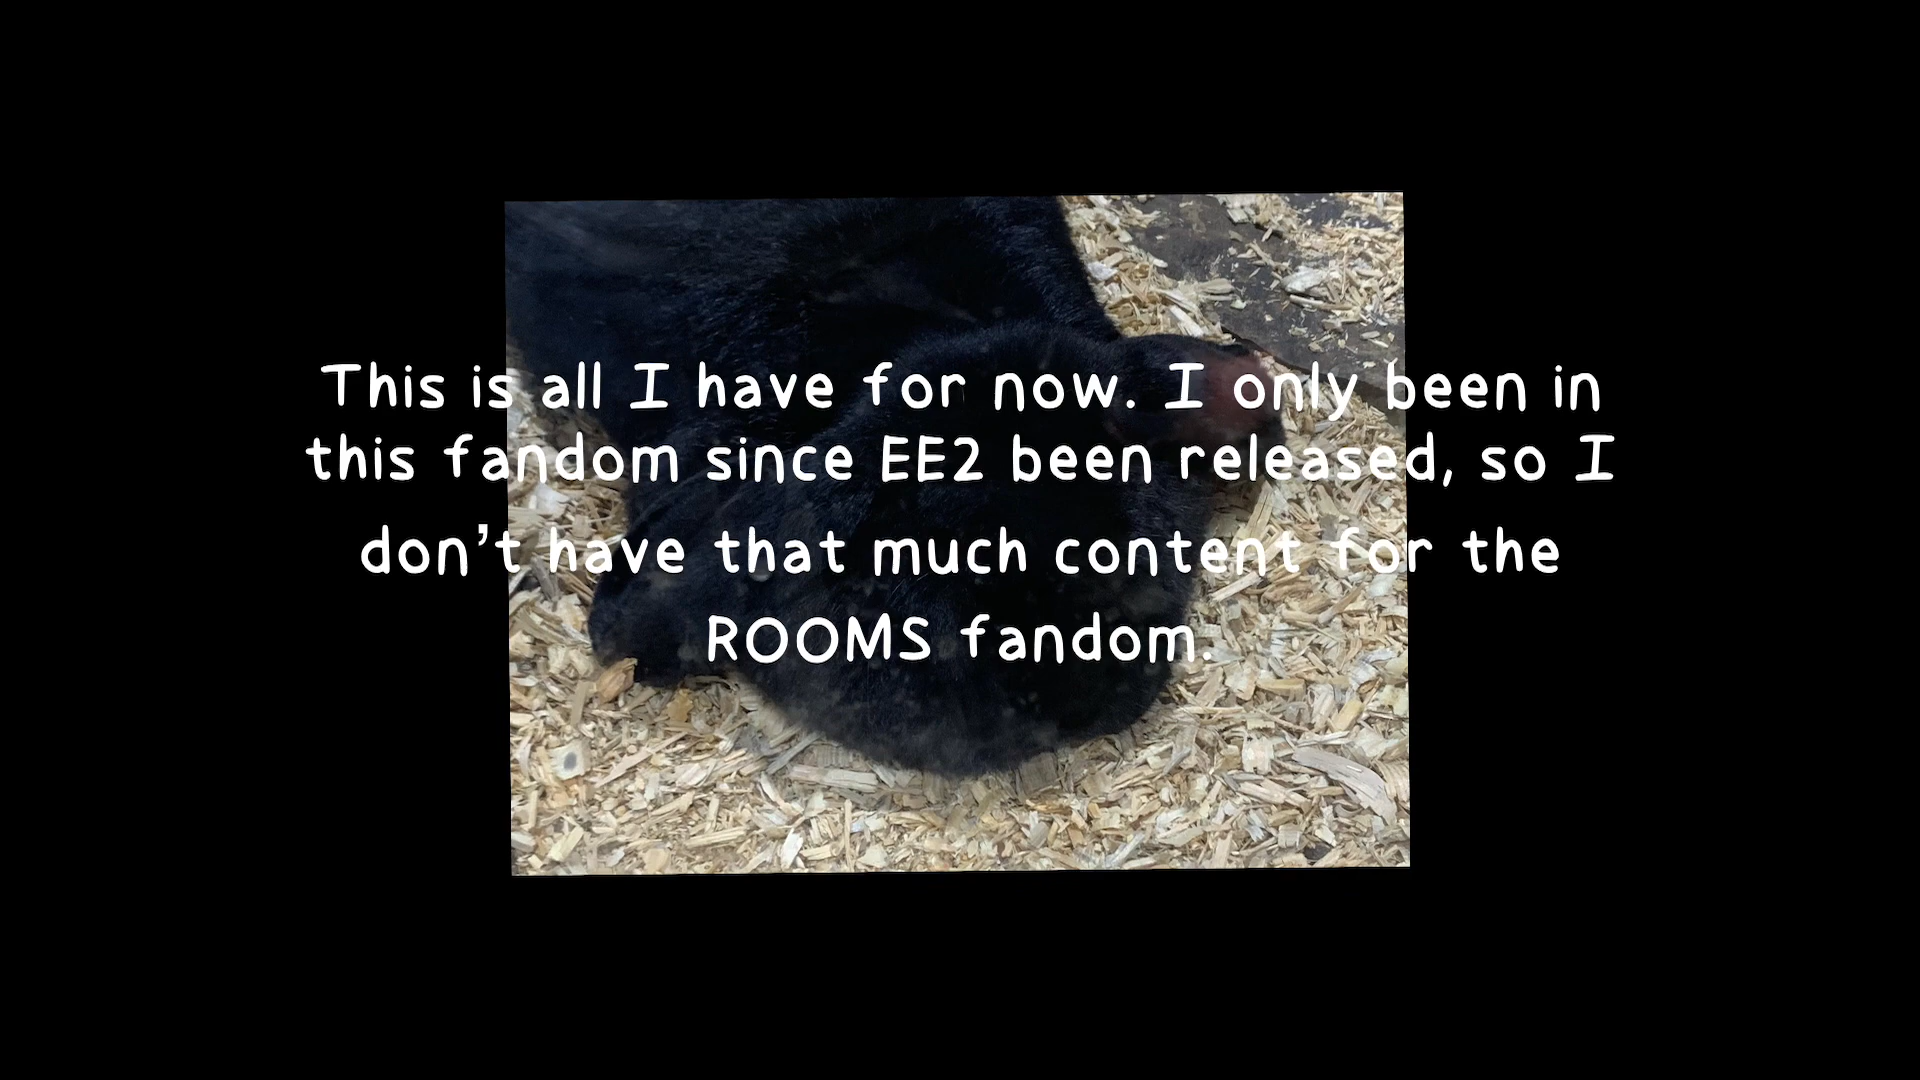 This is all I have for now. I only been in
this fandom since EE2 been released, so I
don't have that much content for the
ROOMS fandom.